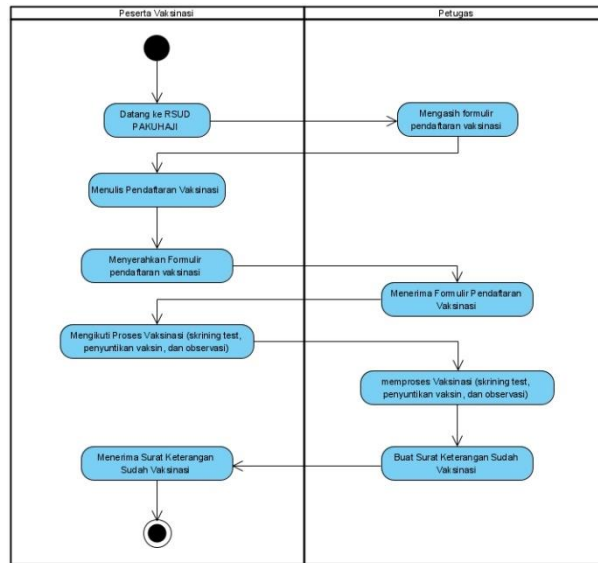 Peserta Vaksinasi
Petugas
Datang ke RSUD
PAKUHAJI
Mengasih formulir
pendaftaran vaksinasi
Menulis Pendaftaran Vaksinasi
Menyerahkan Formulir
pendaftaran vaksinasi
Menerima Formulir Pendaftaran
Vaksinasi
Mengikuti Proses Vaksinasi (skrining test,
penyuntikan vaksin, dan observasi)
memproses Vaksinasi (skrining test,
penyuntikan vaksin, dan observasi)
Buat Surat Keterangan Sudah
Vaksinasi
Menerima Surat Keterangan
Sudah Vaksinasi